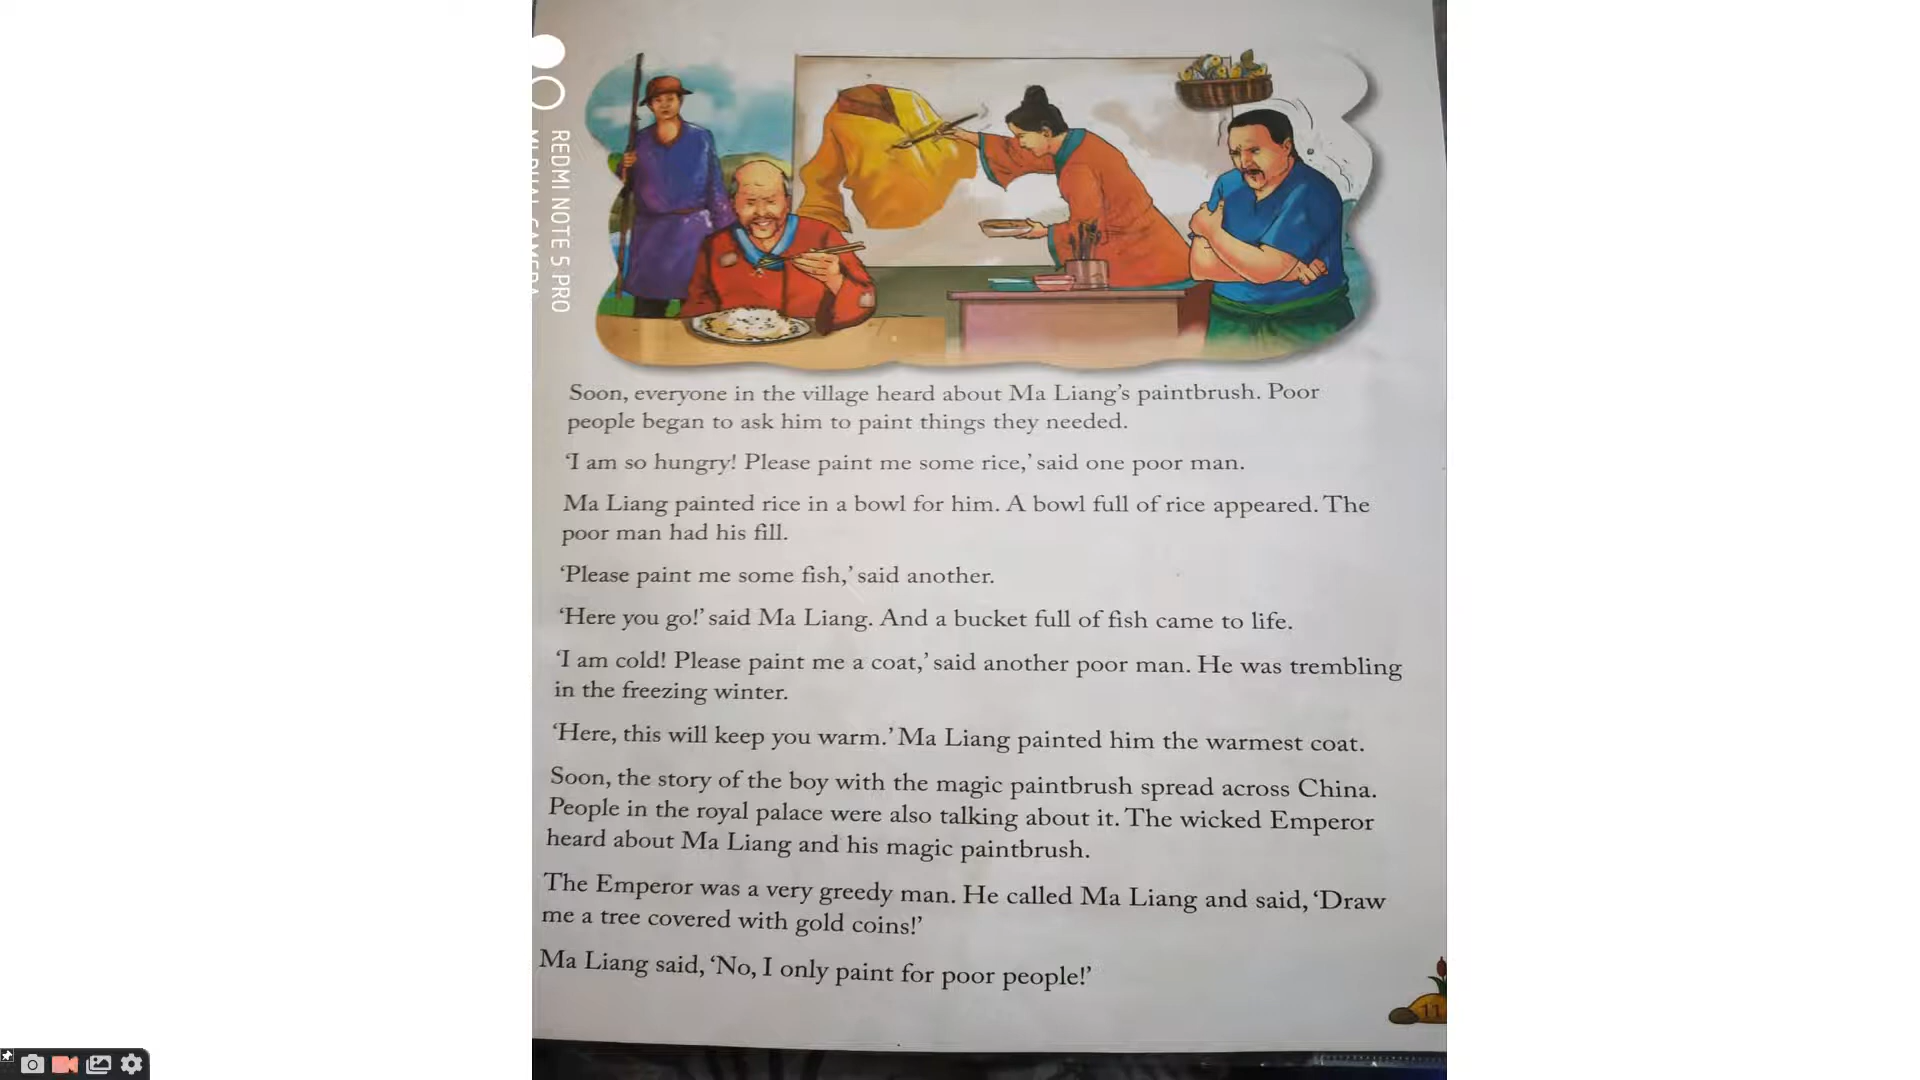 REDMI NOTE 5 PRO
Soon, everyone in the village heard about Ma Liang's paintbrush. Poor
people began to ask him to paint things they needed.
'I am so hungry! Please paint me some rice,' said one poor man.
Ma Liang painted rice in a bowl for him. A bowl full of rice appeared. The
poor man had his fill.
'Please paint me some fish,' said another.
'Here you go!' said Ma Liang. And a bucket full of fish came to life.
'I am cold! Please paint me a coat,' said another poor man. He was trembling
in the freezing winter.
'Here, this will keep you warm.' Ma Liang painted him the warmest coat.
Soon, the story of the boy with the magic paintbrush spread across China.
People in the royal palace were also talking about it. The wicked Emperor
heard about Ma Liang and his magic paintbrush.
The Emperor was a very greedy man. He called Ma Liang and said, 'Draw
me a tree covered with gold coins!'
Ma Liang said, 'No, I only paint for poor people!'
11